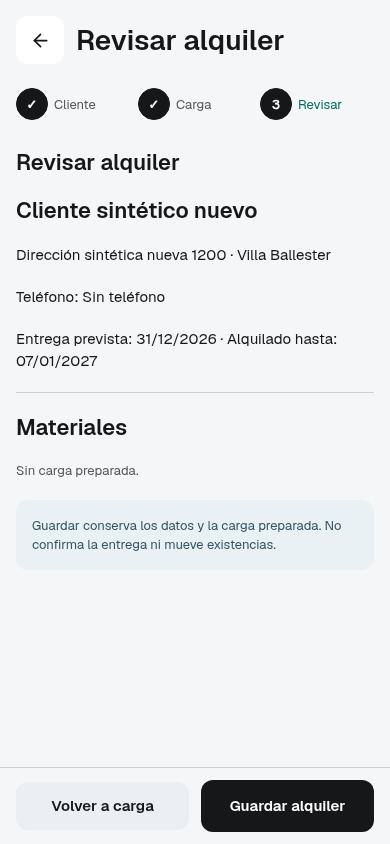 Revisar alquiler
✓ Cliente ✓ Carga 3 Revisar
Revisar alquiler
Cliente sintético nuevo
Dirección sintética nueva 1200 · Villa Ballester
Teléfono: Sin teléfono
Entrega prevista: 31/12/2026 · Alquilado hasta:
07/01/2027
Materiales
Sin carga preparada.
Guardar conserva los datos y la carga preparada. No
confirma la entrega ni mueve existencias.
Volver a carga Guardar alquiler